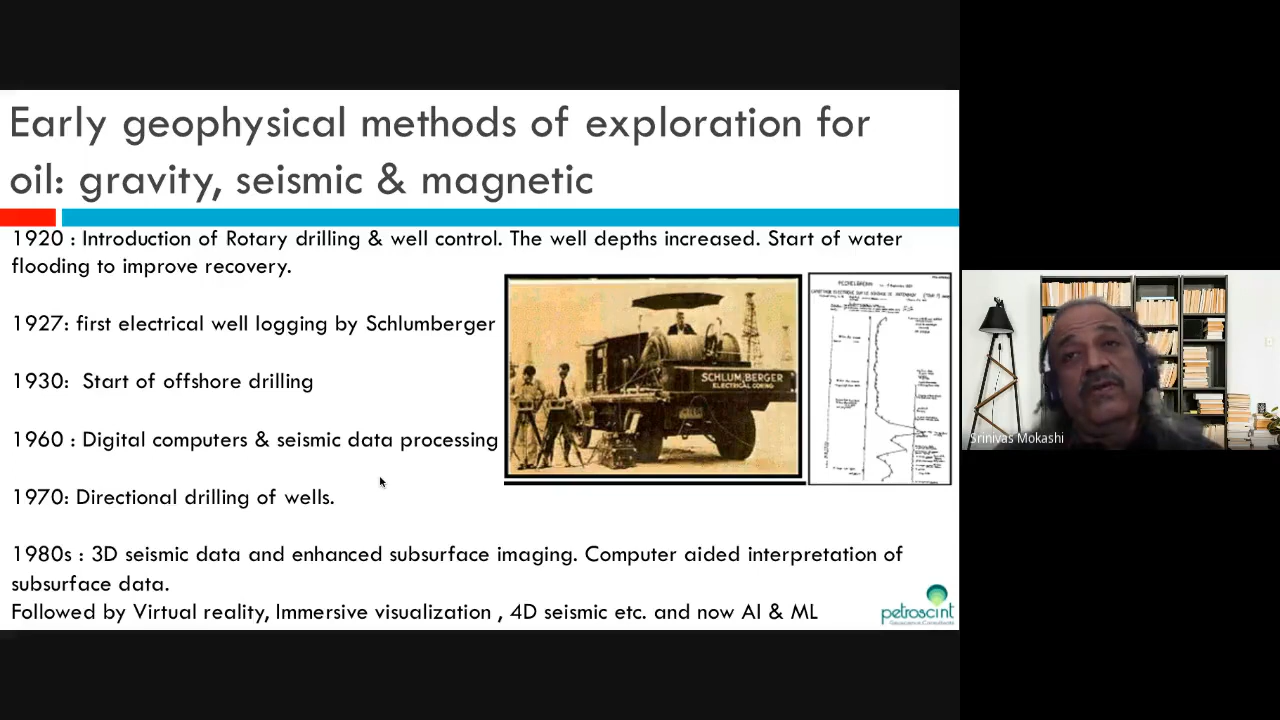 Early geophysical methods of exploration for
oil: gravity, seismic & magnetic
1920 : Introduction of Rotary drilling & well control. The well depths increased. Start of water
flooding to improve recovery.
1927: first electrical well logging by Schlumberger
1930:  Start of offshore drilling
1960 : Digital computers & seismic data processing
1970: Directional drilling of wells.
1980s : 3D seismic data and enhanced subsurface imaging. Computer aided interpretation of
subsurface data.
Followed by Virtual reality, Immersive visualization , 4D seismic etc. and now AI & ML
SCHLUMBERGER
ELECTRICAL CORING
PECHELBRONN
petroscint
Srinivas Mokashi